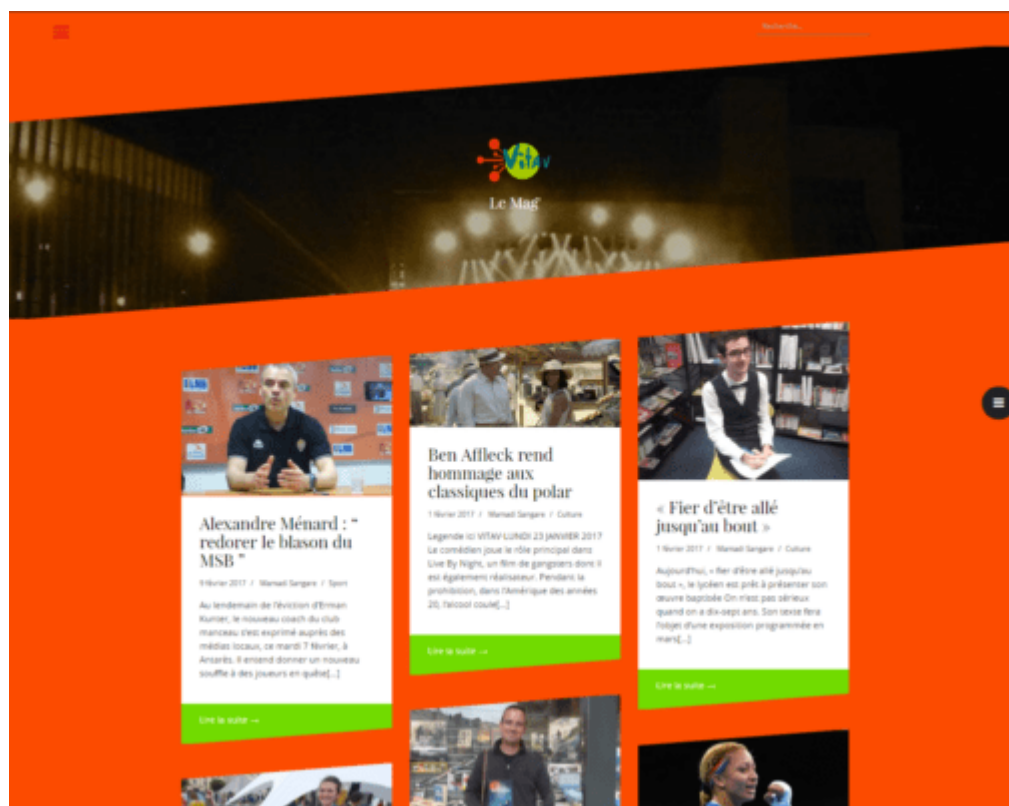 Recherche...
Vitav
Le Mag'
Alexandre Ménard : “
redorer le blason du
MSB ”
9 février 2017 / Mamadi Sangare / Sport
Au lendemain de l'éviction d'Erman
Kunter, le nouveau coach du club
manceau s'est exprimé auprès des
médias locaux, ce mardi 7 février, à
Antarès. Il entend donner un nouveau
souffle à des joueurs en quête[...]
Lire la suite →
Ben Affleck rend
hommage aux
classiques du polar
1 février 2017 / Mamadi Sangare / Culture
Legende ici VITAV-LUNDI 23 JANVIER 2017
Le comédien joue le rôle principal dans
Live By Night, un film de gangsters dont il
est également réalisateur. Pendant la
prohibition, dans l'Amérique des années
20, l'alcool coule[...]
Lire la suite →
« Fier d'être allé
jusqu'au bout »
1 février 2017 / Mamadi Sangare / Culture
Aujourd'hui, « fier d'être allé jusqu'au
bout », le lycéen est prêt à présenter son
œuvre baptisée On n'est pas sérieux
quand on a dix-sept ans. Son texte fera
l'objet d'une exposition programmée en
mars[...]
Lire la suite →